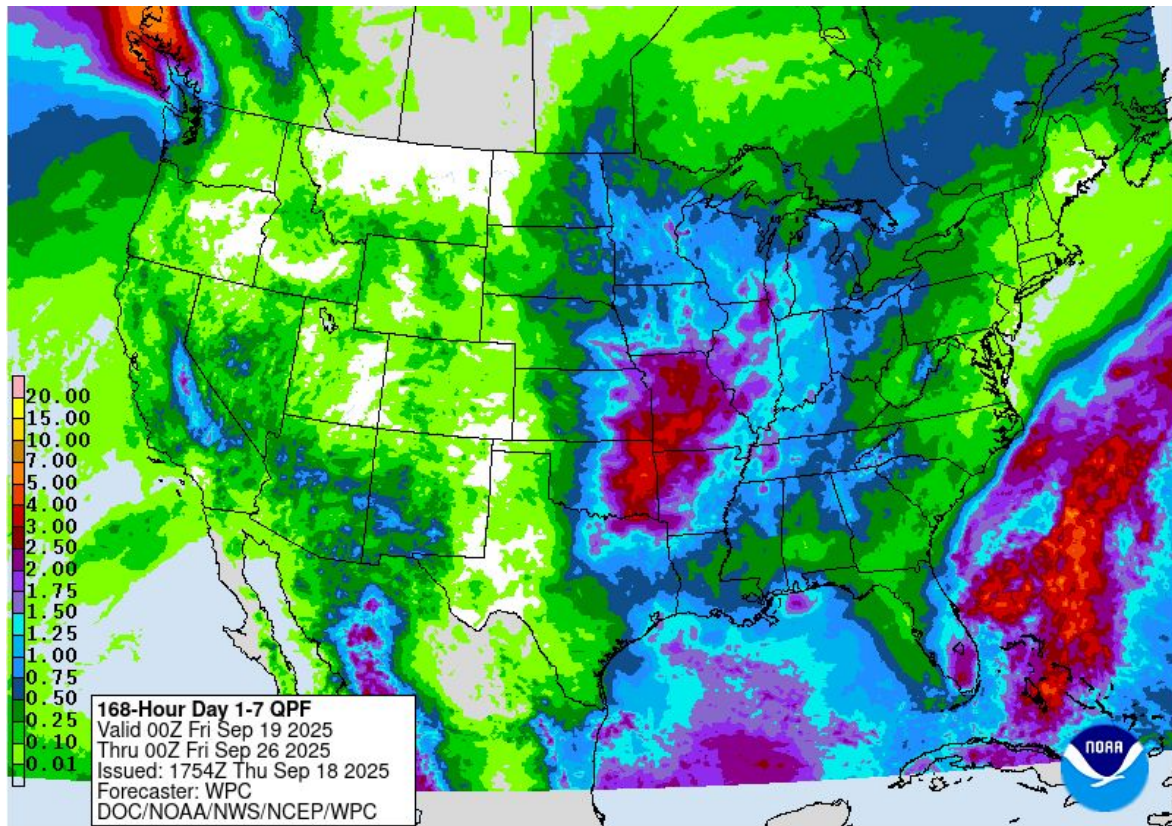 20.00
15.00
10.00
7.00
5.00
4.00
3.00
2.50
2.00
1.75
1.50
1.25
1.00
0.75
0.50
0.25
0.10
0.01
168-Hour Day 1-7 QPF
Valid 00Z Fri Sep 19 2025
Thru 00Z Fri Sep 26 2025
Issued: 1754Z Thu Sep 18 2025
Forecaster: WPC
DOC/NOAA/NWS/NCEP/WPC
NOAA